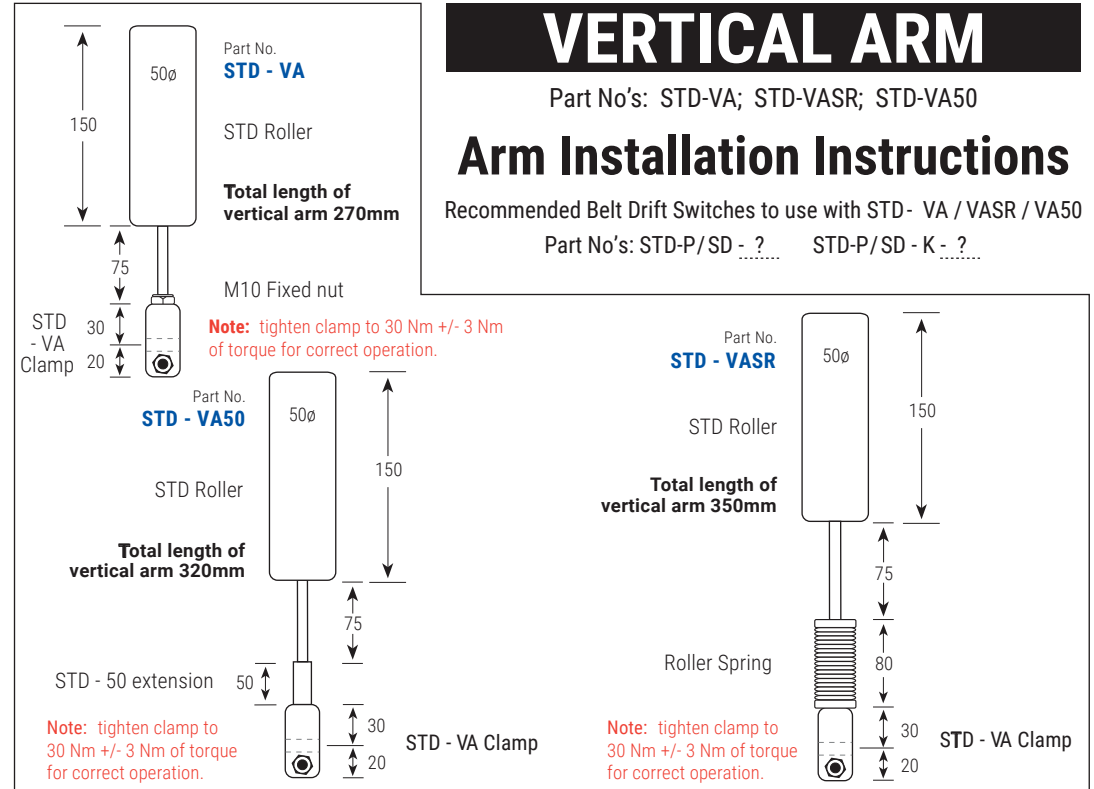 VERTICAL ARM
Part No's: STD-VA; STD-VASR; STD-VA50
Arm Installation Instructions
Recommended Belt Drift Switches to use with STD- VA / VASR / VA50
Part No's: STD-P/SD - ? STD-P/SD - K - ?
Part No.
STD - VA
50ø
150
STD Roller
Total length of
vertical arm 270mm
75
M10 Fixed nut
STD
- VA
Clamp
30
20
Note: tighten clamp to 30 Nm +/- 3 Nm
of torque for correct operation.
Part No.
STD - VA50
50ø
150
STD Roller
Total length of
vertical arm 320mm
75
STD - 50 extension
50
Note: tighten clamp to
30 Nm +/- 3 Nm of torque
for correct operation.
30
20
STD - VA Clamp
Part No.
STD - VASR
50ø
150
STD Roller
Total length of
vertical arm 350mm
75
Roller Spring
80
Note: tighten clamp to
30 Nm +/- 3 Nm of torque
for correct operation.
30
20
STD - VA Clamp